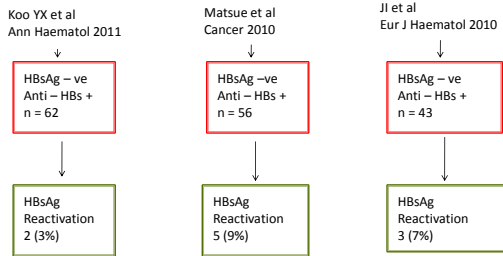 Koo YX et al
Ann Haematol 2011
HBsAg – ve
Anti – HBs +
n = 62
HBsAg
Reactivation
2 (3%)
Matsue et al
Cancer 2010
HBsAg –ve
Anti – HBs +
n = 56
HBsAg
Reactivation
5 (9%)
JI et al
Eur J Haematol 2010
HBsAg – ve
Anti – HBs +
n = 43
HBsAg
Reactivation
3 (7%)